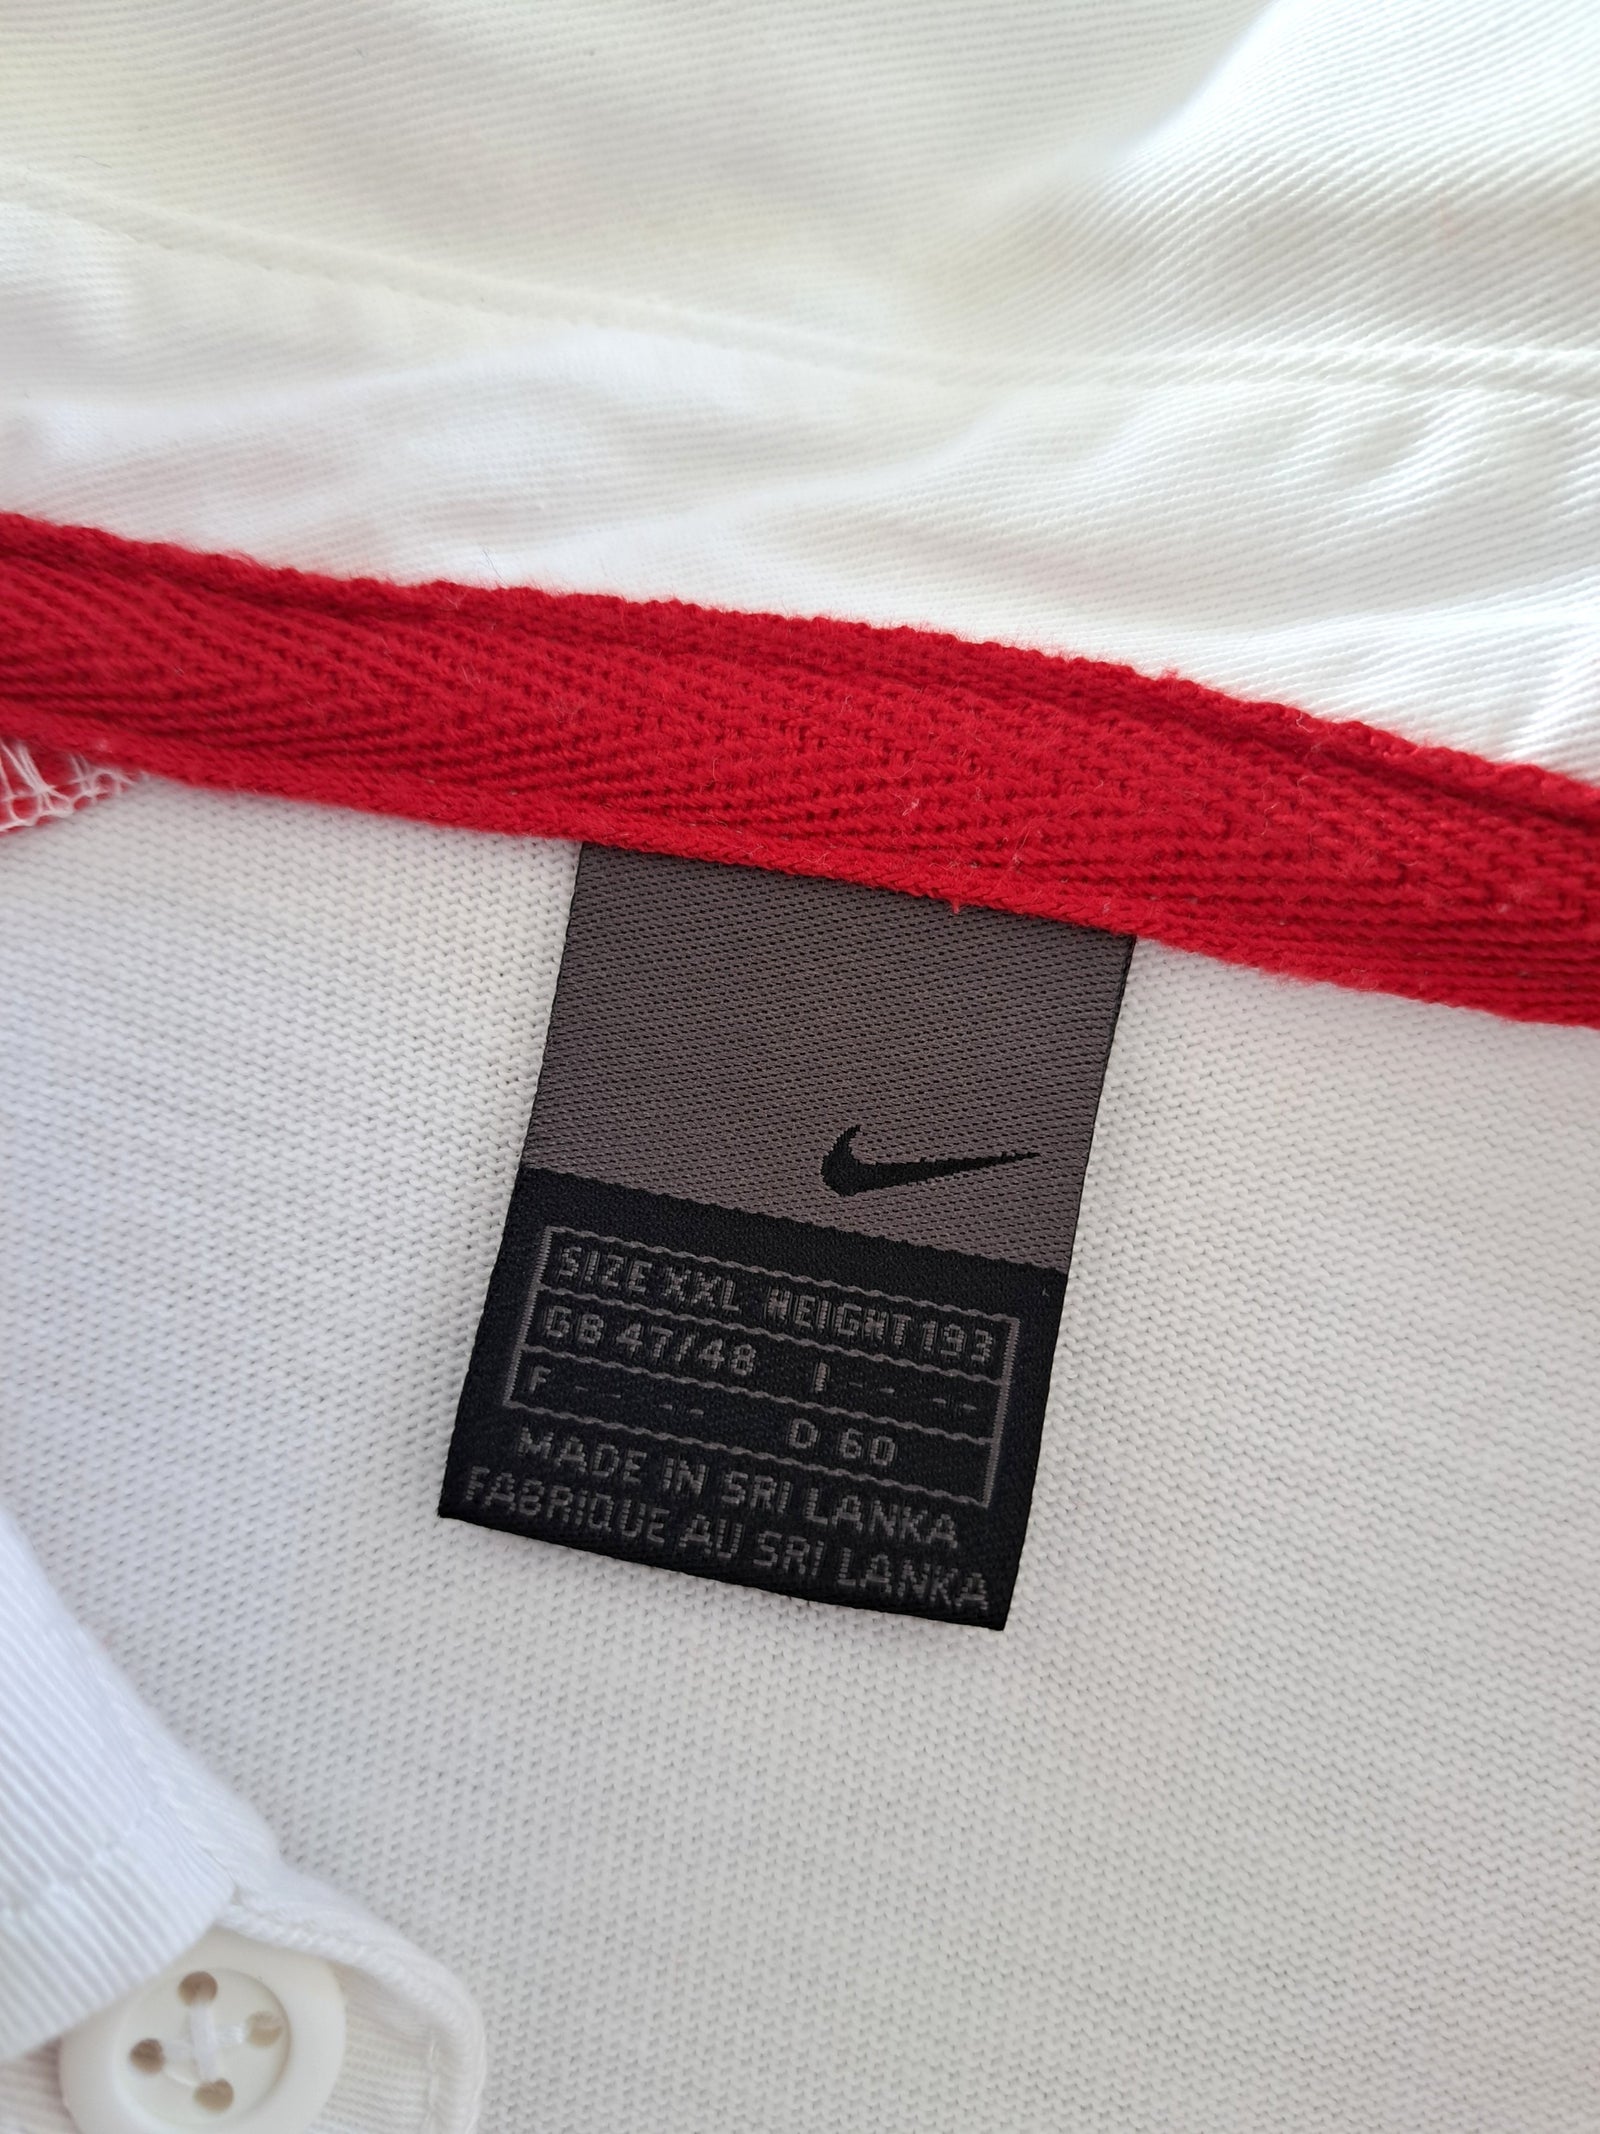 SIZE XXL HEIGHT 193
GB 47/48 I -- --
F -- -- D 60
MADE IN SRI LANKA
FABRIQUE AU SRI LANKA